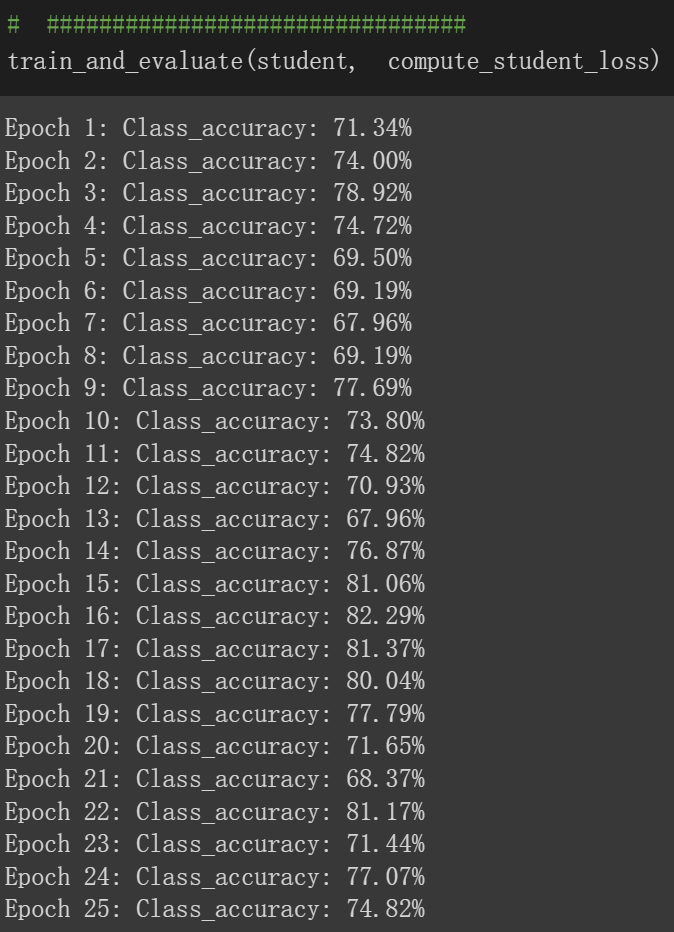 # ################################
train_and_evaluate(student, compute_student_loss)
Epoch 1: Class_accuracy: 71.34%
Epoch 2: Class_accuracy: 74.00%
Epoch 3: Class_accuracy: 78.92%
Epoch 4: Class_accuracy: 74.72%
Epoch 5: Class_accuracy: 69.50%
Epoch 6: Class_accuracy: 69.19%
Epoch 7: Class_accuracy: 67.96%
Epoch 8: Class_accuracy: 69.19%
Epoch 9: Class_accuracy: 77.69%
Epoch 10: Class_accuracy: 73.80%
Epoch 11: Class_accuracy: 74.82%
Epoch 12: Class_accuracy: 70.93%
Epoch 13: Class_accuracy: 67.96%
Epoch 14: Class_accuracy: 76.87%
Epoch 15: Class_accuracy: 81.06%
Epoch 16: Class_accuracy: 82.29%
Epoch 17: Class_accuracy: 81.37%
Epoch 18: Class_accuracy: 80.04%
Epoch 19: Class_accuracy: 77.79%
Epoch 20: Class_accuracy: 71.65%
Epoch 21: Class_accuracy: 68.37%
Epoch 22: Class_accuracy: 81.17%
Epoch 23: Class_accuracy: 71.44%
Epoch 24: Class_accuracy: 77.07%
Epoch 25: Class_accuracy: 74.82%